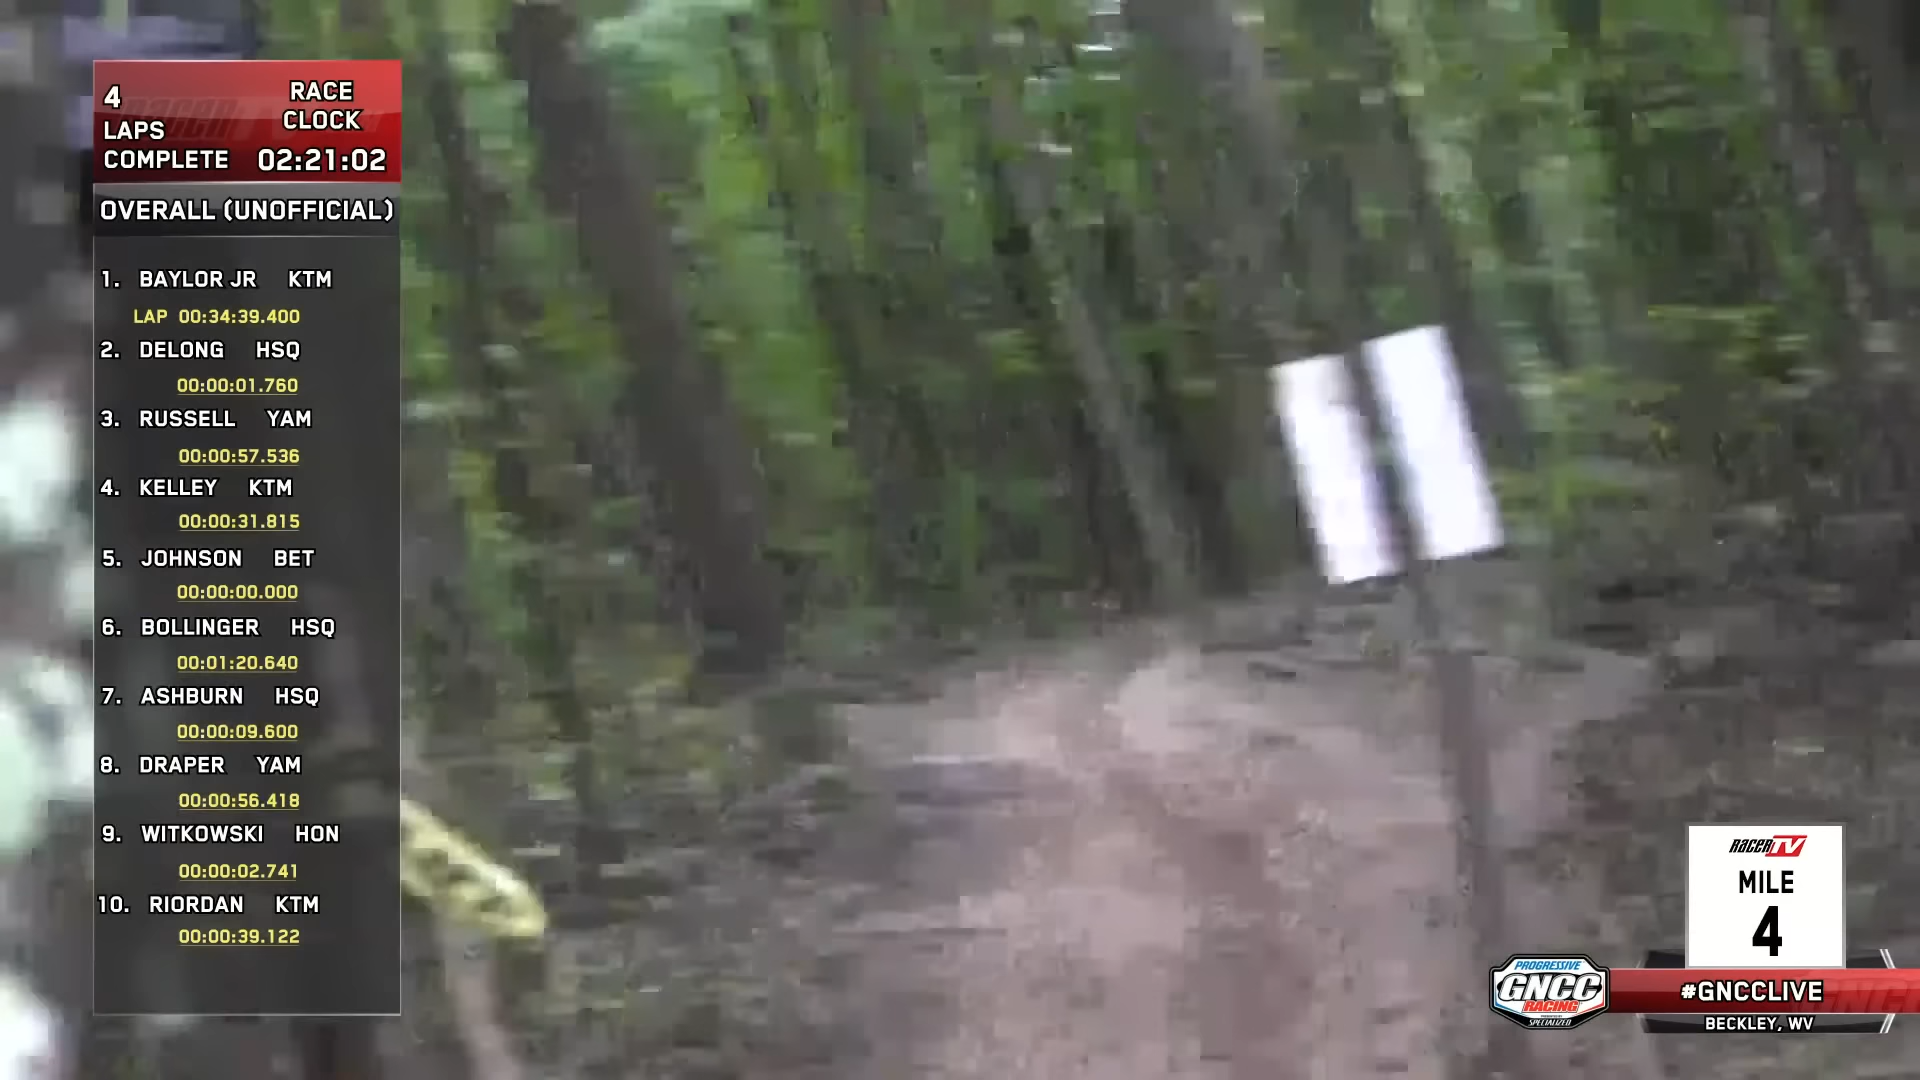 4
LAPS
COMPLETE
RACE
CLOCK
02:21:02
OVERALL (UNOFFICIAL)
1. BAYLOR JR KTM
LAP 00:34:39.400
2. DELONG HSQ
00:00:01.760
3. RUSSELL YAM
00:00:57.536
4. KELLEY KTM
00:00:31.815
5. JOHNSON BET
00:00:00.000
6. BOLLINGER HSQ
00:01:20.640
7. ASHBURN HSQ
00:00:09.600
8. DRAPER YAM
00:00:56.418
9. WITKOWSKI HON
00:00:02.741
10. RIORDAN KTM
00:00:39.122
RACER TV
MILE
4
PROGRESSIVE
GNCC
RACING
SPECIALIZED
#GNCCLIVE
BECKLEY, WV